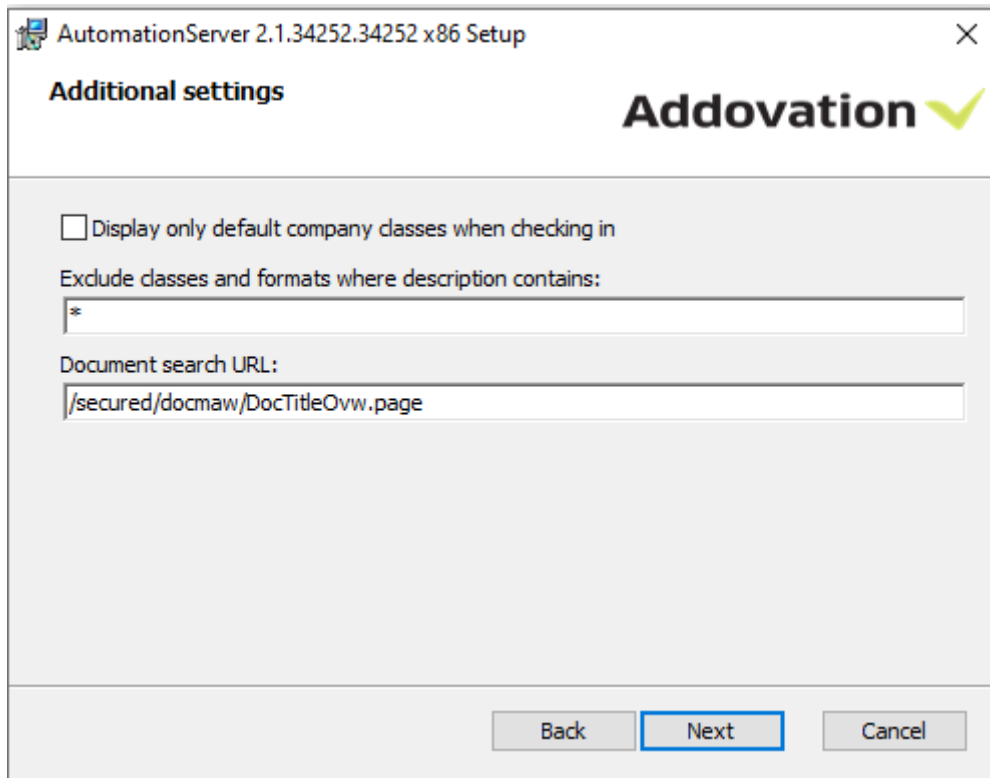 AutomationServer 2.1.34252.34252 x86 Setup
Additional settings
Addovation
Display only default company classes when checking in
Exclude classes and formats where description contains:
*
Document search URL:
/secured/docmaw/DocTitleOvw.page
Back Next Cancel